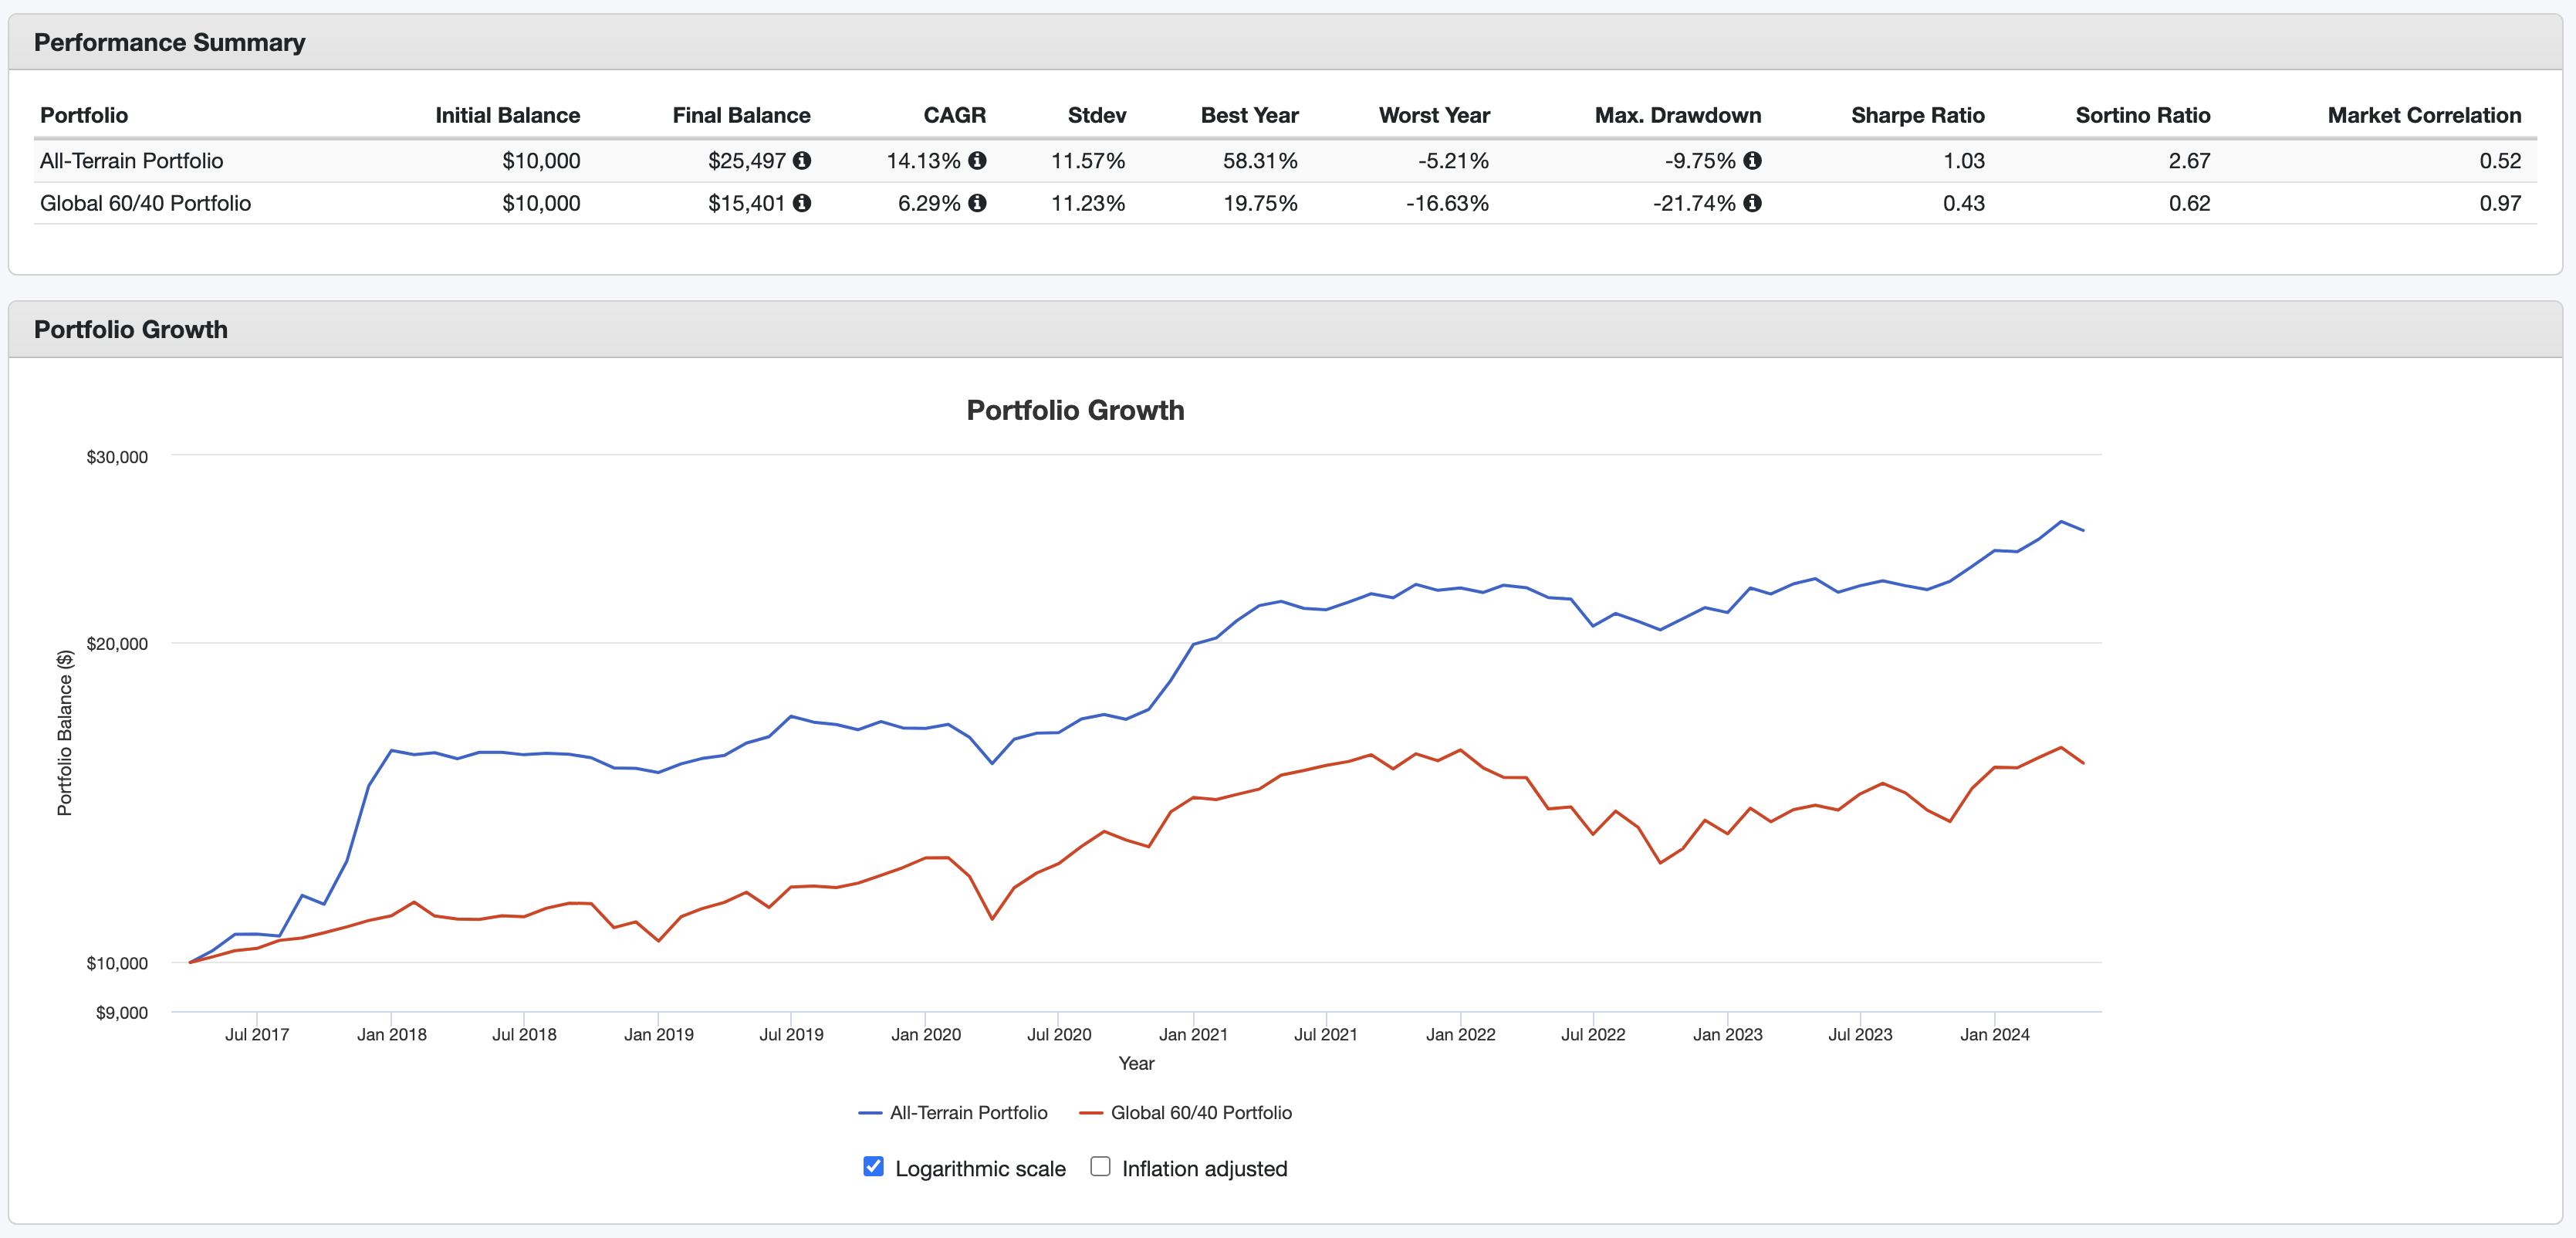 Performance Summary
Portfolio Initial Balance Final Balance CAGR Stdev Best Year Worst Year Max. Drawdown Sharpe Ratio Sortino Ratio Market Correlation
All-Terrain Portfolio $10,000 $25,497 14.13% 11.57% 58.31% -5.21% -9.75% 1.03 2.67 0.52
Global 60/40 Portfolio $10,000 $15,401 6.29% 11.23% 19.75% -16.63% -21.74% 0.43 0.62 0.97
Portfolio Growth
Portfolio Growth
$30,000
$20,000
$10,000
$9,000
Portfolio Balance ($)
Jul 2017 Jan 2018 Jul 2018 Jan 2019 Jul 2019 Jan 2020 Jul 2020 Jan 2021 Jul 2021 Jan 2022 Jul 2022 Jan 2023 Jul 2023 Jan 2024
Year
All-Terrain Portfolio Global 60/40 Portfolio
Logarithmic scale Inflation adjusted